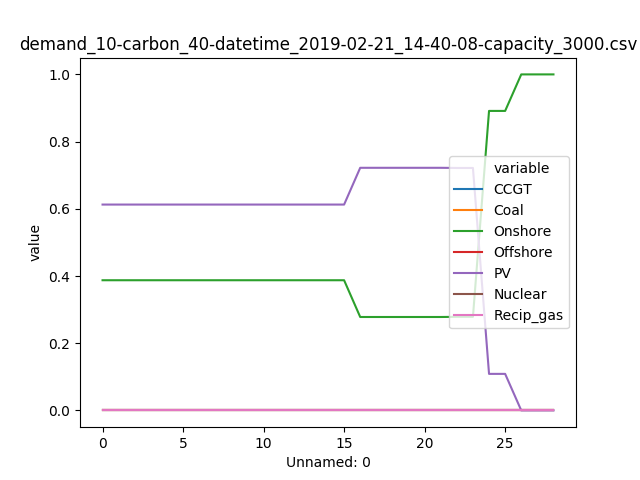 demand_10-carbon_40-datetime_2019-02-21_14-40-08-capacity_3000.csv
1.0
0.8
0.6
0.4
0.2
0.0
value
variable
CCGT
Coal
Onshore
Offshore
PV
Nuclear
Recip_gas
0 5 10 15 20 25
Unnamed: 0